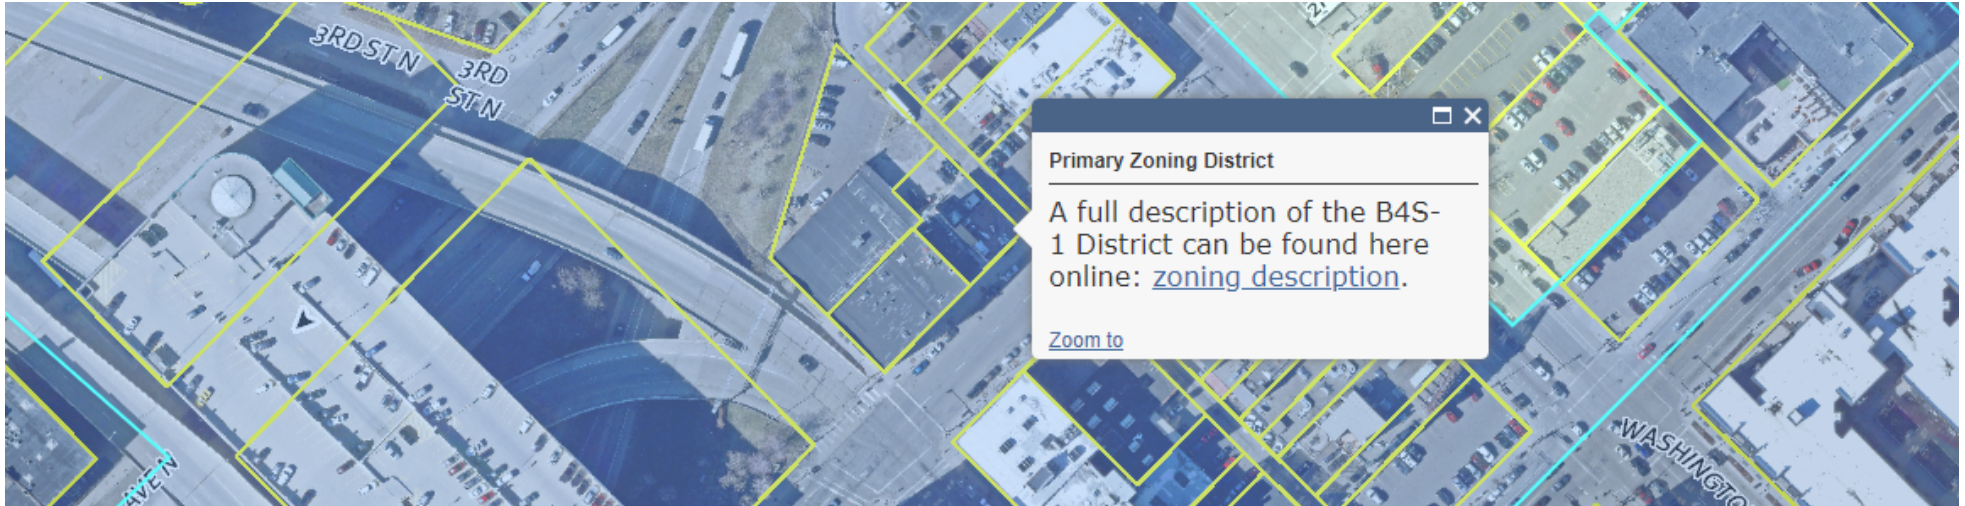 3RD ST N
3RD
ST N
Primary Zoning District
A full description of the B4S-
1 District can be found here
online: zoning description.
Zoom to
AVE N